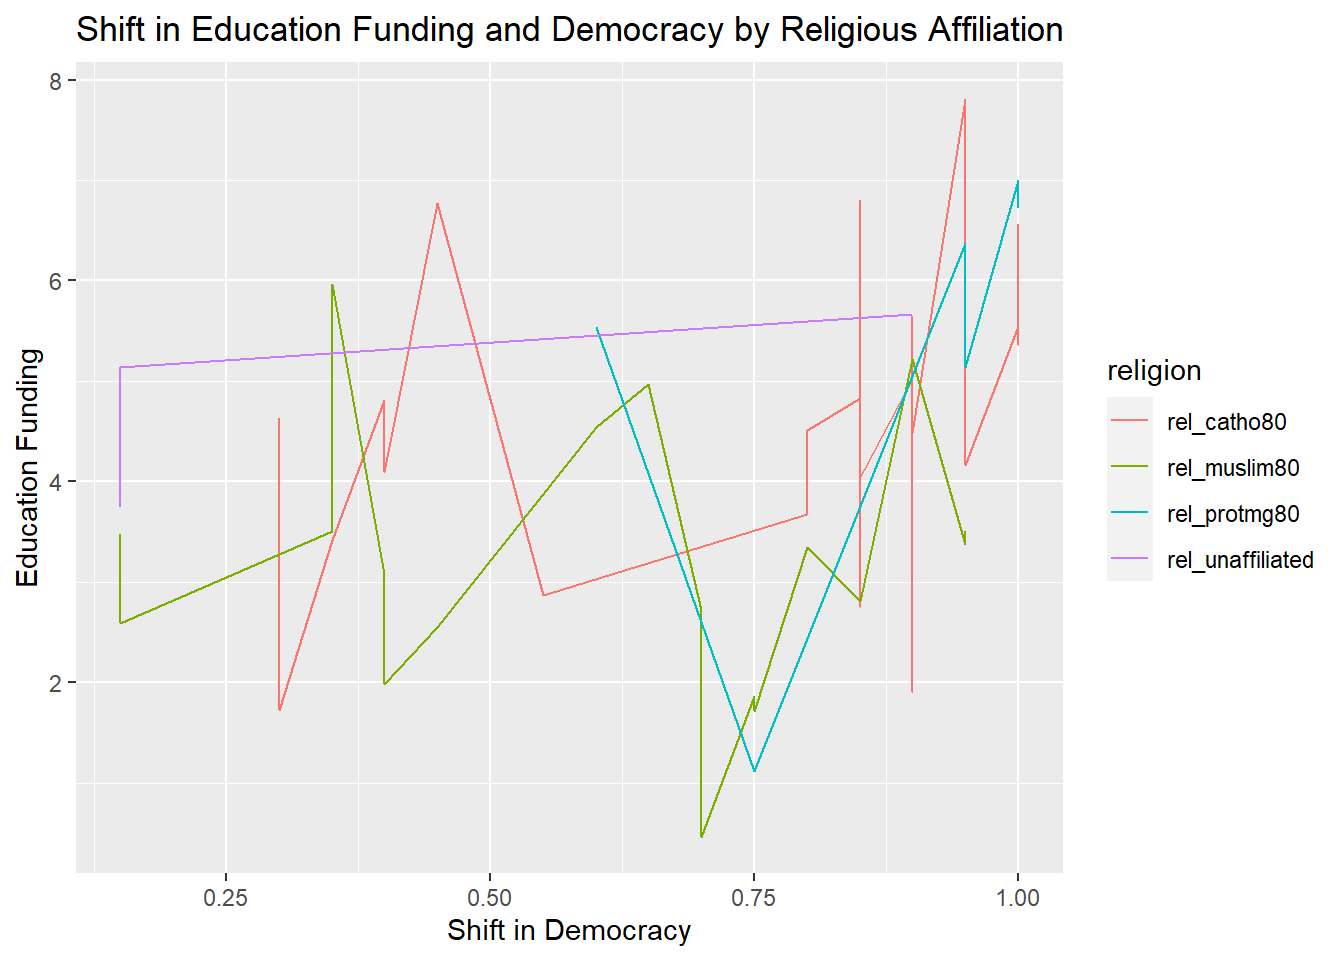 Shift in Education Funding and Democracy by Religious Affiliation
8
6
4
2
Education Funding
0.25
0.50
0.75
1.00
Shift in Democracy
religion
rel_catho80
rel_muslim80
rel_protmg80
rel_unaffiliated